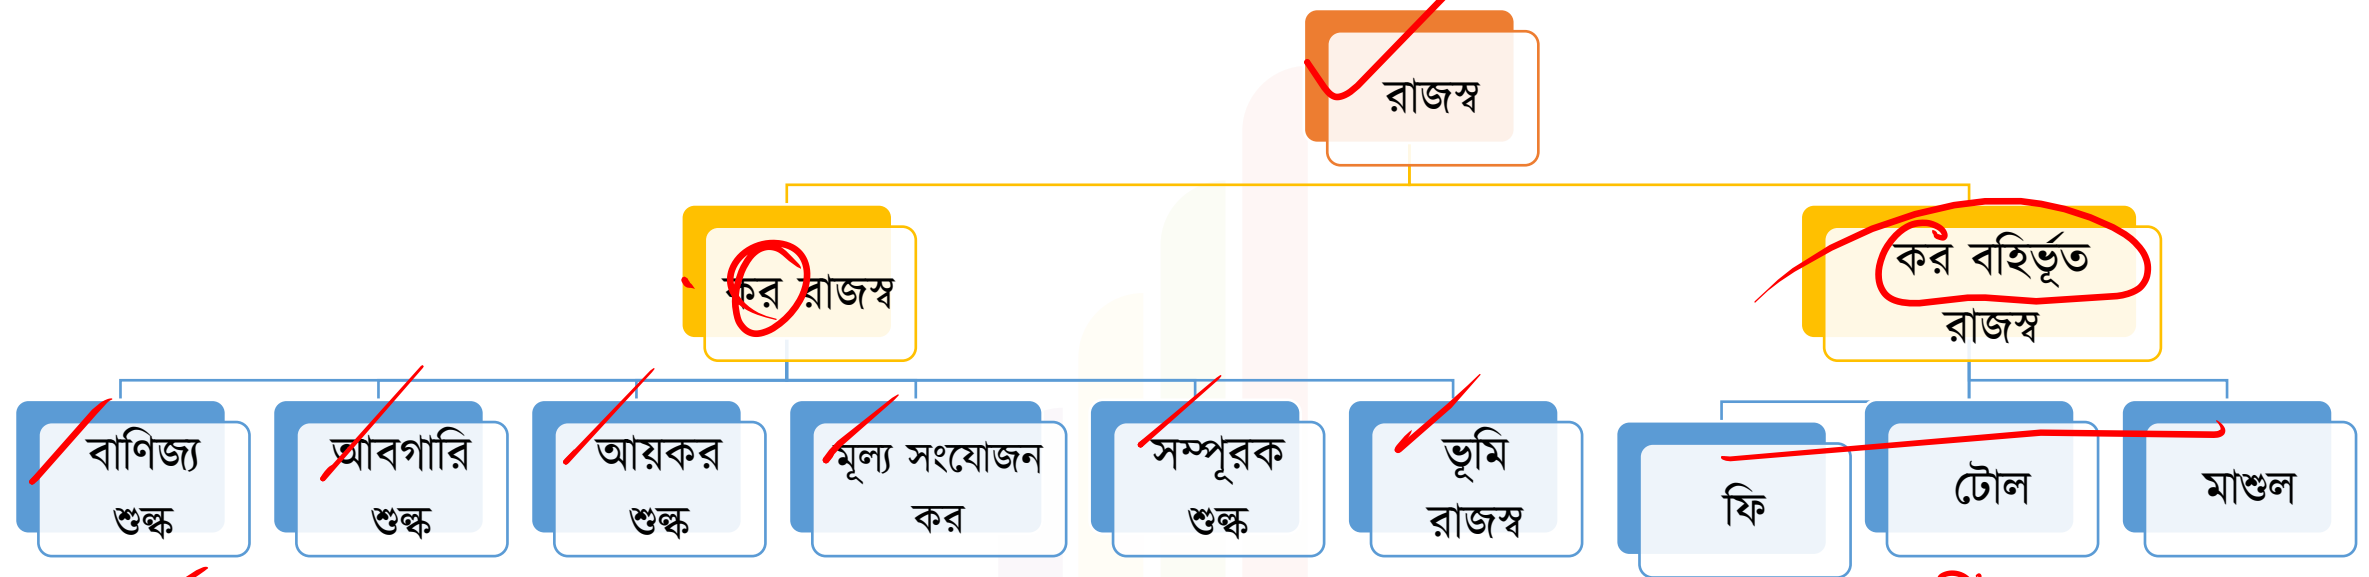 রাজস্ব
কর রাজস্ব
কর বহির্ভূত
রাজস্ব
বাণিজ্য
শুল্ক
আবগারি
শুল্ক
আয়কর
শুল্ক
মূল্য সংযোজন
কর
সম্পূরক
শুল্ক
ভূমি
রাজস্ব
ফি
টোল
মাশুল